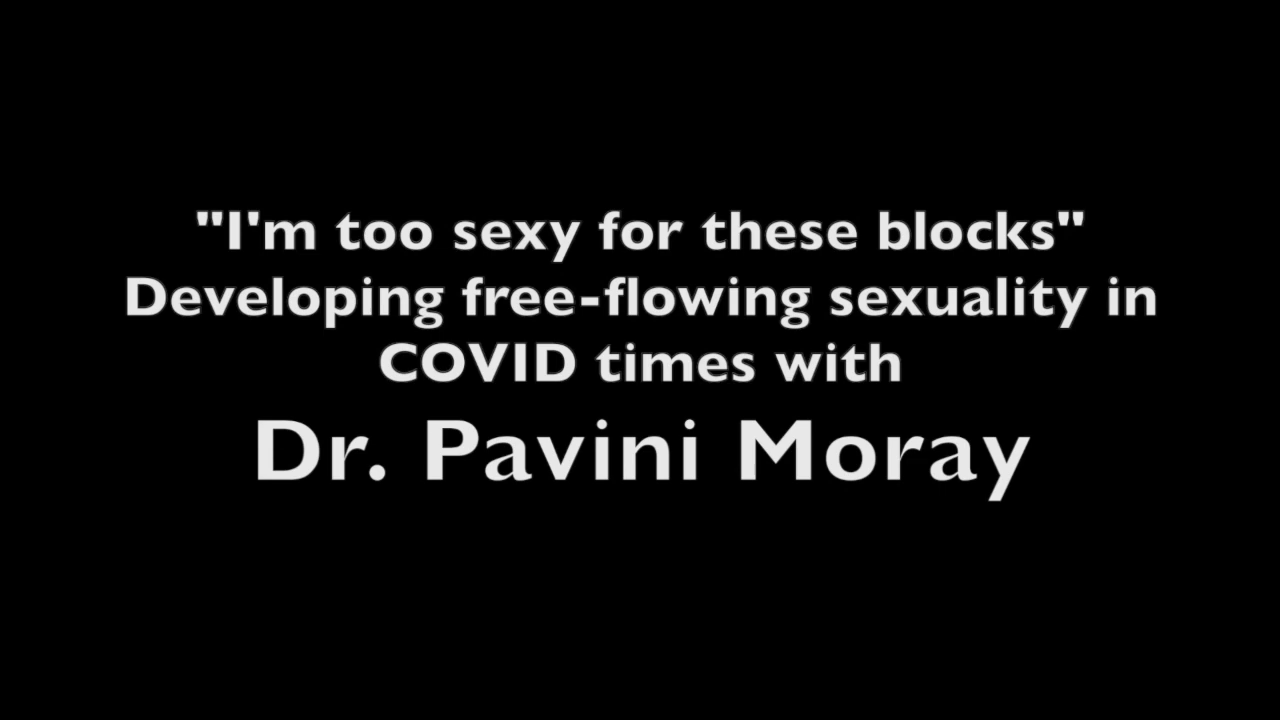 "I'm too sexy for these blocks"
Developing free-flowing sexuality in
COVID times with
Dr. Pavini Moray